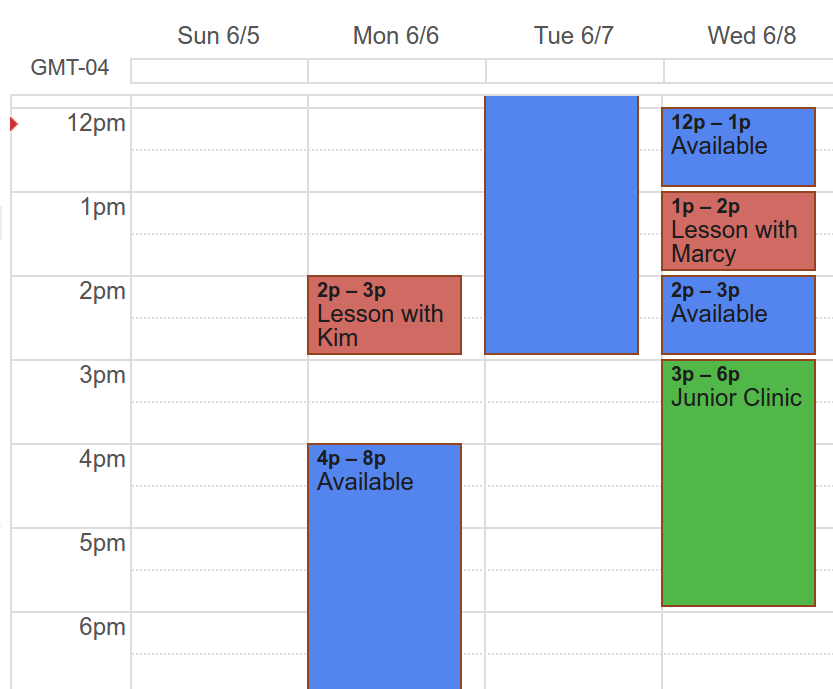 Sun 6/5 Mon 6/6 Tue 6/7 Wed 6/8
GMT-04
12pm
1pm
2pm
3pm
4pm
5pm
6pm
2p – 3p
Lesson with
Kim
4p – 8p
Available
12p – 1p
Available
1p – 2p
Lesson with
Marcy
2p – 3p
Available
3p – 6p
Junior Clinic